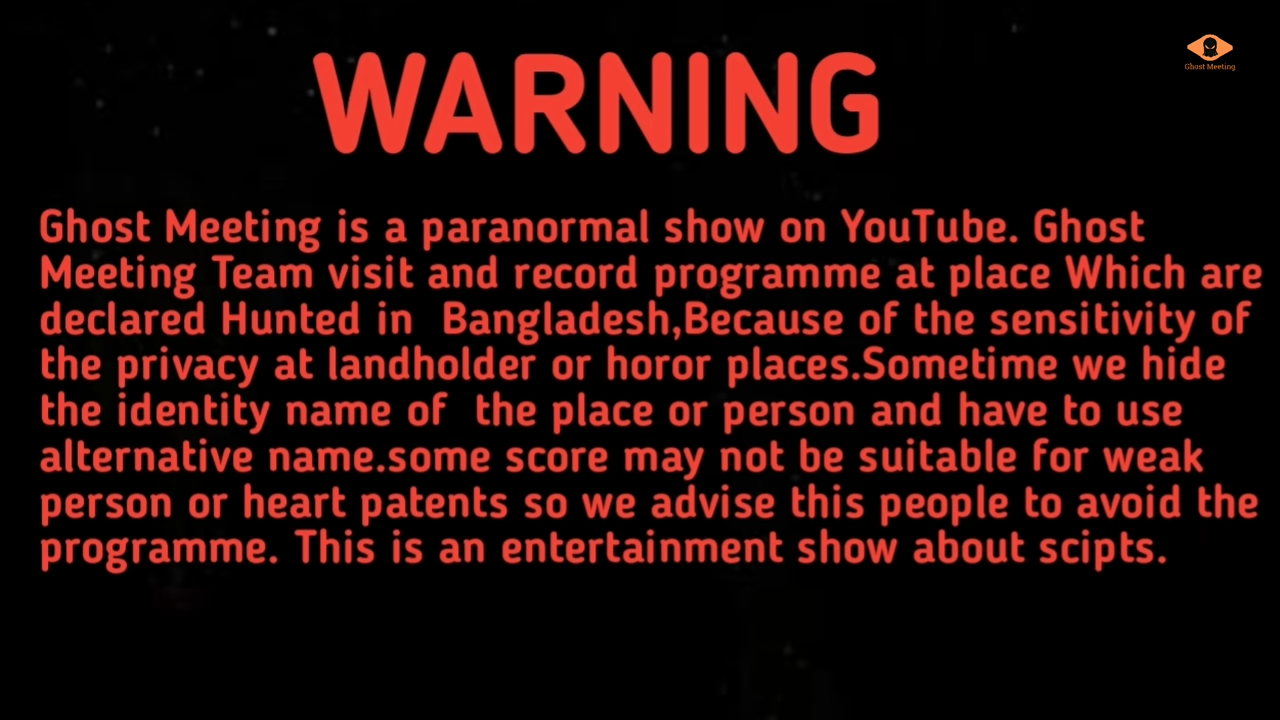 WARNING
Ghost Meeting
Ghost Meeting is a paranormal show on YouTube. Ghost
Meeting Team visit and record programme at place Which are
declared Hunted in  Bangladesh,Because of the sensitivity of
the privacy at landholder or horor places.Sometime we hide
the identity name of  the place or person and have to use
alternative name.some score may not be suitable for weak
person or heart patents so we advise this people to avoid the
programme. This is an entertainment show about scipts.